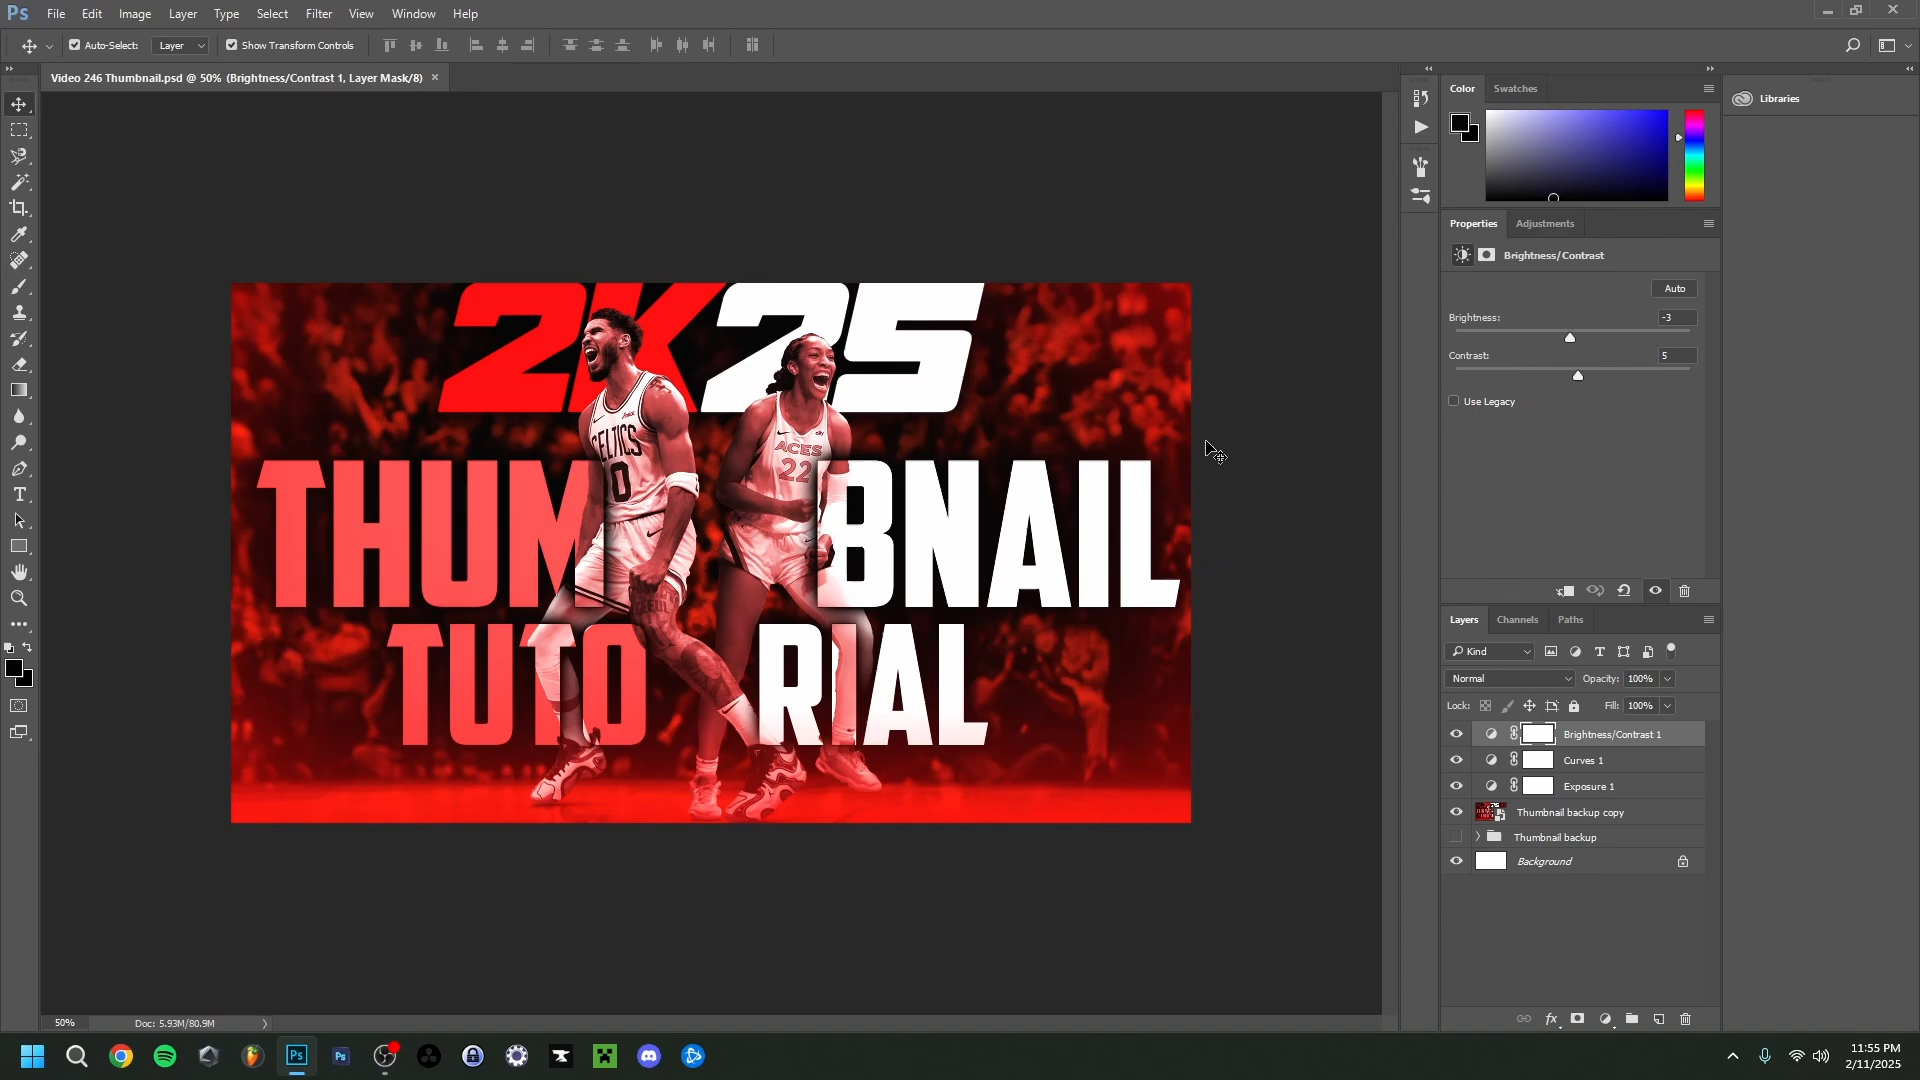 Ps File Edit Image Layer Type Select Filter View Window Help
Auto-Select: Layer Show Transform Controls
Video 246 Thumbnail.psd @ 50% (Brightness/Contrast 1, Layer Mask/8)
Color Swatches
Libraries
Properties Adjustments
Brightness/Contrast
Auto
Brightness: -3
Contrast: 5
Use Legacy
2K25
CELTICS
0
ACES
22
THUMBNAIL
TUTORIAL
Layers Channels Paths
Kind
Normal Opacity: 100%
Lock: Fill: 100%
Brightness/Contrast 1
Curves 1
Exposure 1
Thumbnail backup copy
Thumbnail backup
Background
50% Doc: 5.93M/80.9M
Ps Ps
11:55 PM
2/11/2025